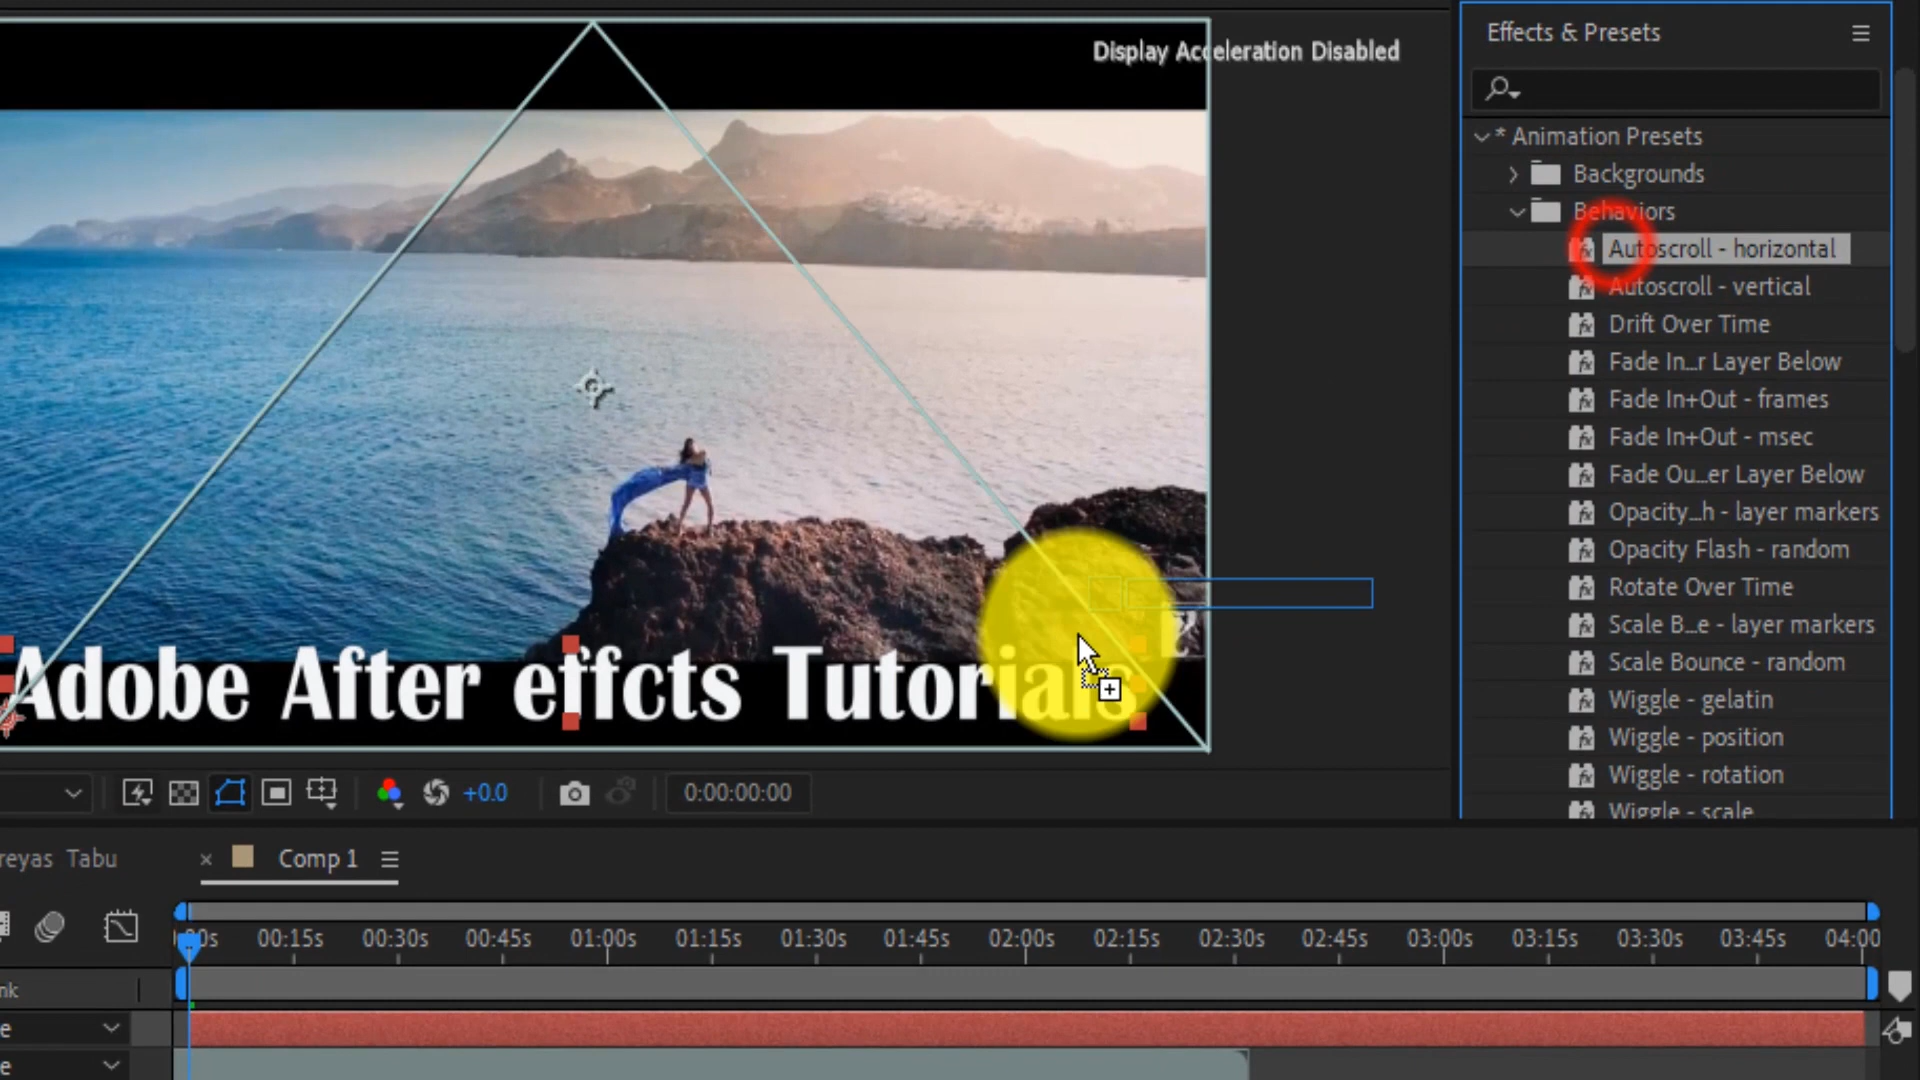 Display Acceleration Disabled
Effects & Presets
* Animation Presets
Backgrounds
Behaviors
Autoscroll - horizontal
Autoscroll - vertical
Drift Over Time
Fade In...r Layer Below
Fade In+Out - frames
Fade In+Out - msec
Fade Ou...er Layer Below
Opacity...h - layer markers
Opacity Flash - random
Rotate Over Time
Scale B...e - layer markers
Scale Bounce - random
Wiggle - gelatin
Wiggle - position
Wiggle - rotation
Wiggle - scale
Adobe After effcts Tutorials
+0.0
0:00:00:00
reyas Tabu
× Comp 1
00s 00:15s 00:30s 00:45s 01:00s 01:15s 01:30s 01:45s 02:00s 02:15s 02:30s 02:45s 03:00s 03:15s 03:30s 03:45s 04:00
nk
e
e